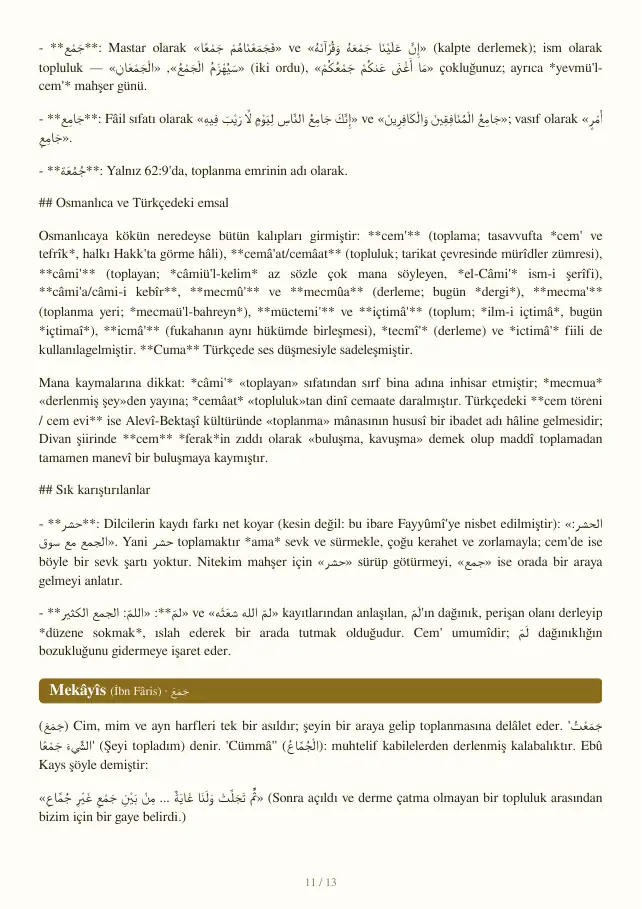 - **جَمْع**: Mastar olarak «فَجَمَعْنَاهُمْ جَمْعًا» ve «إِنَّ عَلَيْنَا جَمْعَهُ وَقُرْآنَهُ» (kalpte derlemek); ism olarak
topluluk — «سَيُهْزَمُ الْجَمْعُ», «الْجَمْعَانِ» (iki ordu), «مَا أَغْنَى عَنكُمْ جَمْعُكُمْ» çokluğunuz; ayrıca *yevmü'l-
cem'* mahşer günü.
- **جَامِع**: Fâil sıfatı olarak «إِنَّكَ جَامِعُ النَّاسِ لِيَوْمٍ لَّا رَيْبَ فِيهِ» ve «جَامِعُ الْمُنَافِقِينَ وَالْكَافِرِينَ»; vasıf olarak «أَمْرٍ
جَامِعٍ».
- **جُمُعَة**: Yalnız 62:9'da, toplanma emrinin adı olarak.
## Osmanlıca ve Türkçedeki emsal
Osmanlıcaya kökün neredeyse bütün kalıpları girmiştir: **cem'** (toplama; tasavvufta *cem' ve
tefrîk*, halkı Hakk'ta görme hâli), **cemâ'at/cemâat** (topluluk; tarikat çevresinde mürîdler zümresi),
**câmi'** (toplayan; *câmiü'l-kelim* az sözle çok mana söyleyen, *el-Câmi'* ism-i şerîfi),
**câmi'a/câmi-i kebîr**, **mecmû'** ve **mecmûa** (derleme; bugün *dergi*), **mecma'**
(toplanma yeri; *mecmaü'l-bahreyn*), **müctemi'** ve **içtimâ'** (toplum; *ilm-i içtimâ*, bugün
*içtimaî*), **icmâ'** (fukahanın aynı hükümde birleşmesi), *tecmî'* (derleme) ve *ictimâ'* fiili de
kullanılagelmiştir. **Cuma** Türkçede ses düşmesiyle sadeleşmiştir.
Mana kaymalarına dikkat: *câmi'* «toplayan» sıfatından sırf bina adına inhisar etmiştir; *mecmua*
«derlenmiş şey»den yayına; *cemâat* «topluluk»tan dinî cemaate daralmıştır. Türkçedeki **cem töreni
/ cem evi** ise Alevî-Bektaşî kültüründe «toplanma» mânasının hususî bir ibadet adı hâline gelmesidir;
Divan şiirinde **cem** *ferak*in zıddı olarak «buluşma, kavuşma» demek olup maddî toplamadan
tamamen manevî bir buluşmaya kaymıştır.
## Sık karıştırılanlar
- **حشر**: Dilcilerin kaydı farkı net koyar (kesin değil: bu ibare Fayyûmî'ye nisbet edilmiştir): «الحشر:
الجمع مع سوق». Yani حشر toplamaktır *ama* sevk ve sürmekle, çoğu kerahet ve zorlamayla; cem'de ise
böyle bir sevk şartı yoktur. Nitekim mahşer için «حشر» sürüp götürmeyi, «جمع» ise orada bir araya
gelmeyi anlatır.
- **لمّ**: «اللمّ: الجمع الكثير» ve «لمّ الله شعَثَه» kayıtlarından anlaşılan, لَمّ'ın dağınık, perişan olanı derleyip
*düzene sokmak*, ıslah ederek bir arada tutmak olduğudur. Cem' umumîdir; لَمّ dağınıklığın
bozukluğunu gidermeye işaret eder.
Mekâyîs (İbn Fâris) · جَمَعَ
(جَمَعَ) Cim, mim ve ayn harfleri tek bir asıldır; şeyin bir araya gelip toplanmasına delâlet eder. 'جَمَعْتُ
الشَّيْءَ جَمْعًا' (Şeyi topladım) denir. 'Cümmâ'' (الْجُمَّاعُ): muhtelif kabilelerden derlenmiş kalabalıktır. Ebû
Kays şöyle demiştir:
«ثُمَّ تَجَلَّتْ وَلَنَا غَايَةٌ ... مِنْ بَيْنِ جَمْعٍ غَيْرِ جُمَّاعِ» (Sonra açıldı ve derme çatma olmayan bir topluluk arasından
bizim için bir gaye belirdi.)
11 / 13